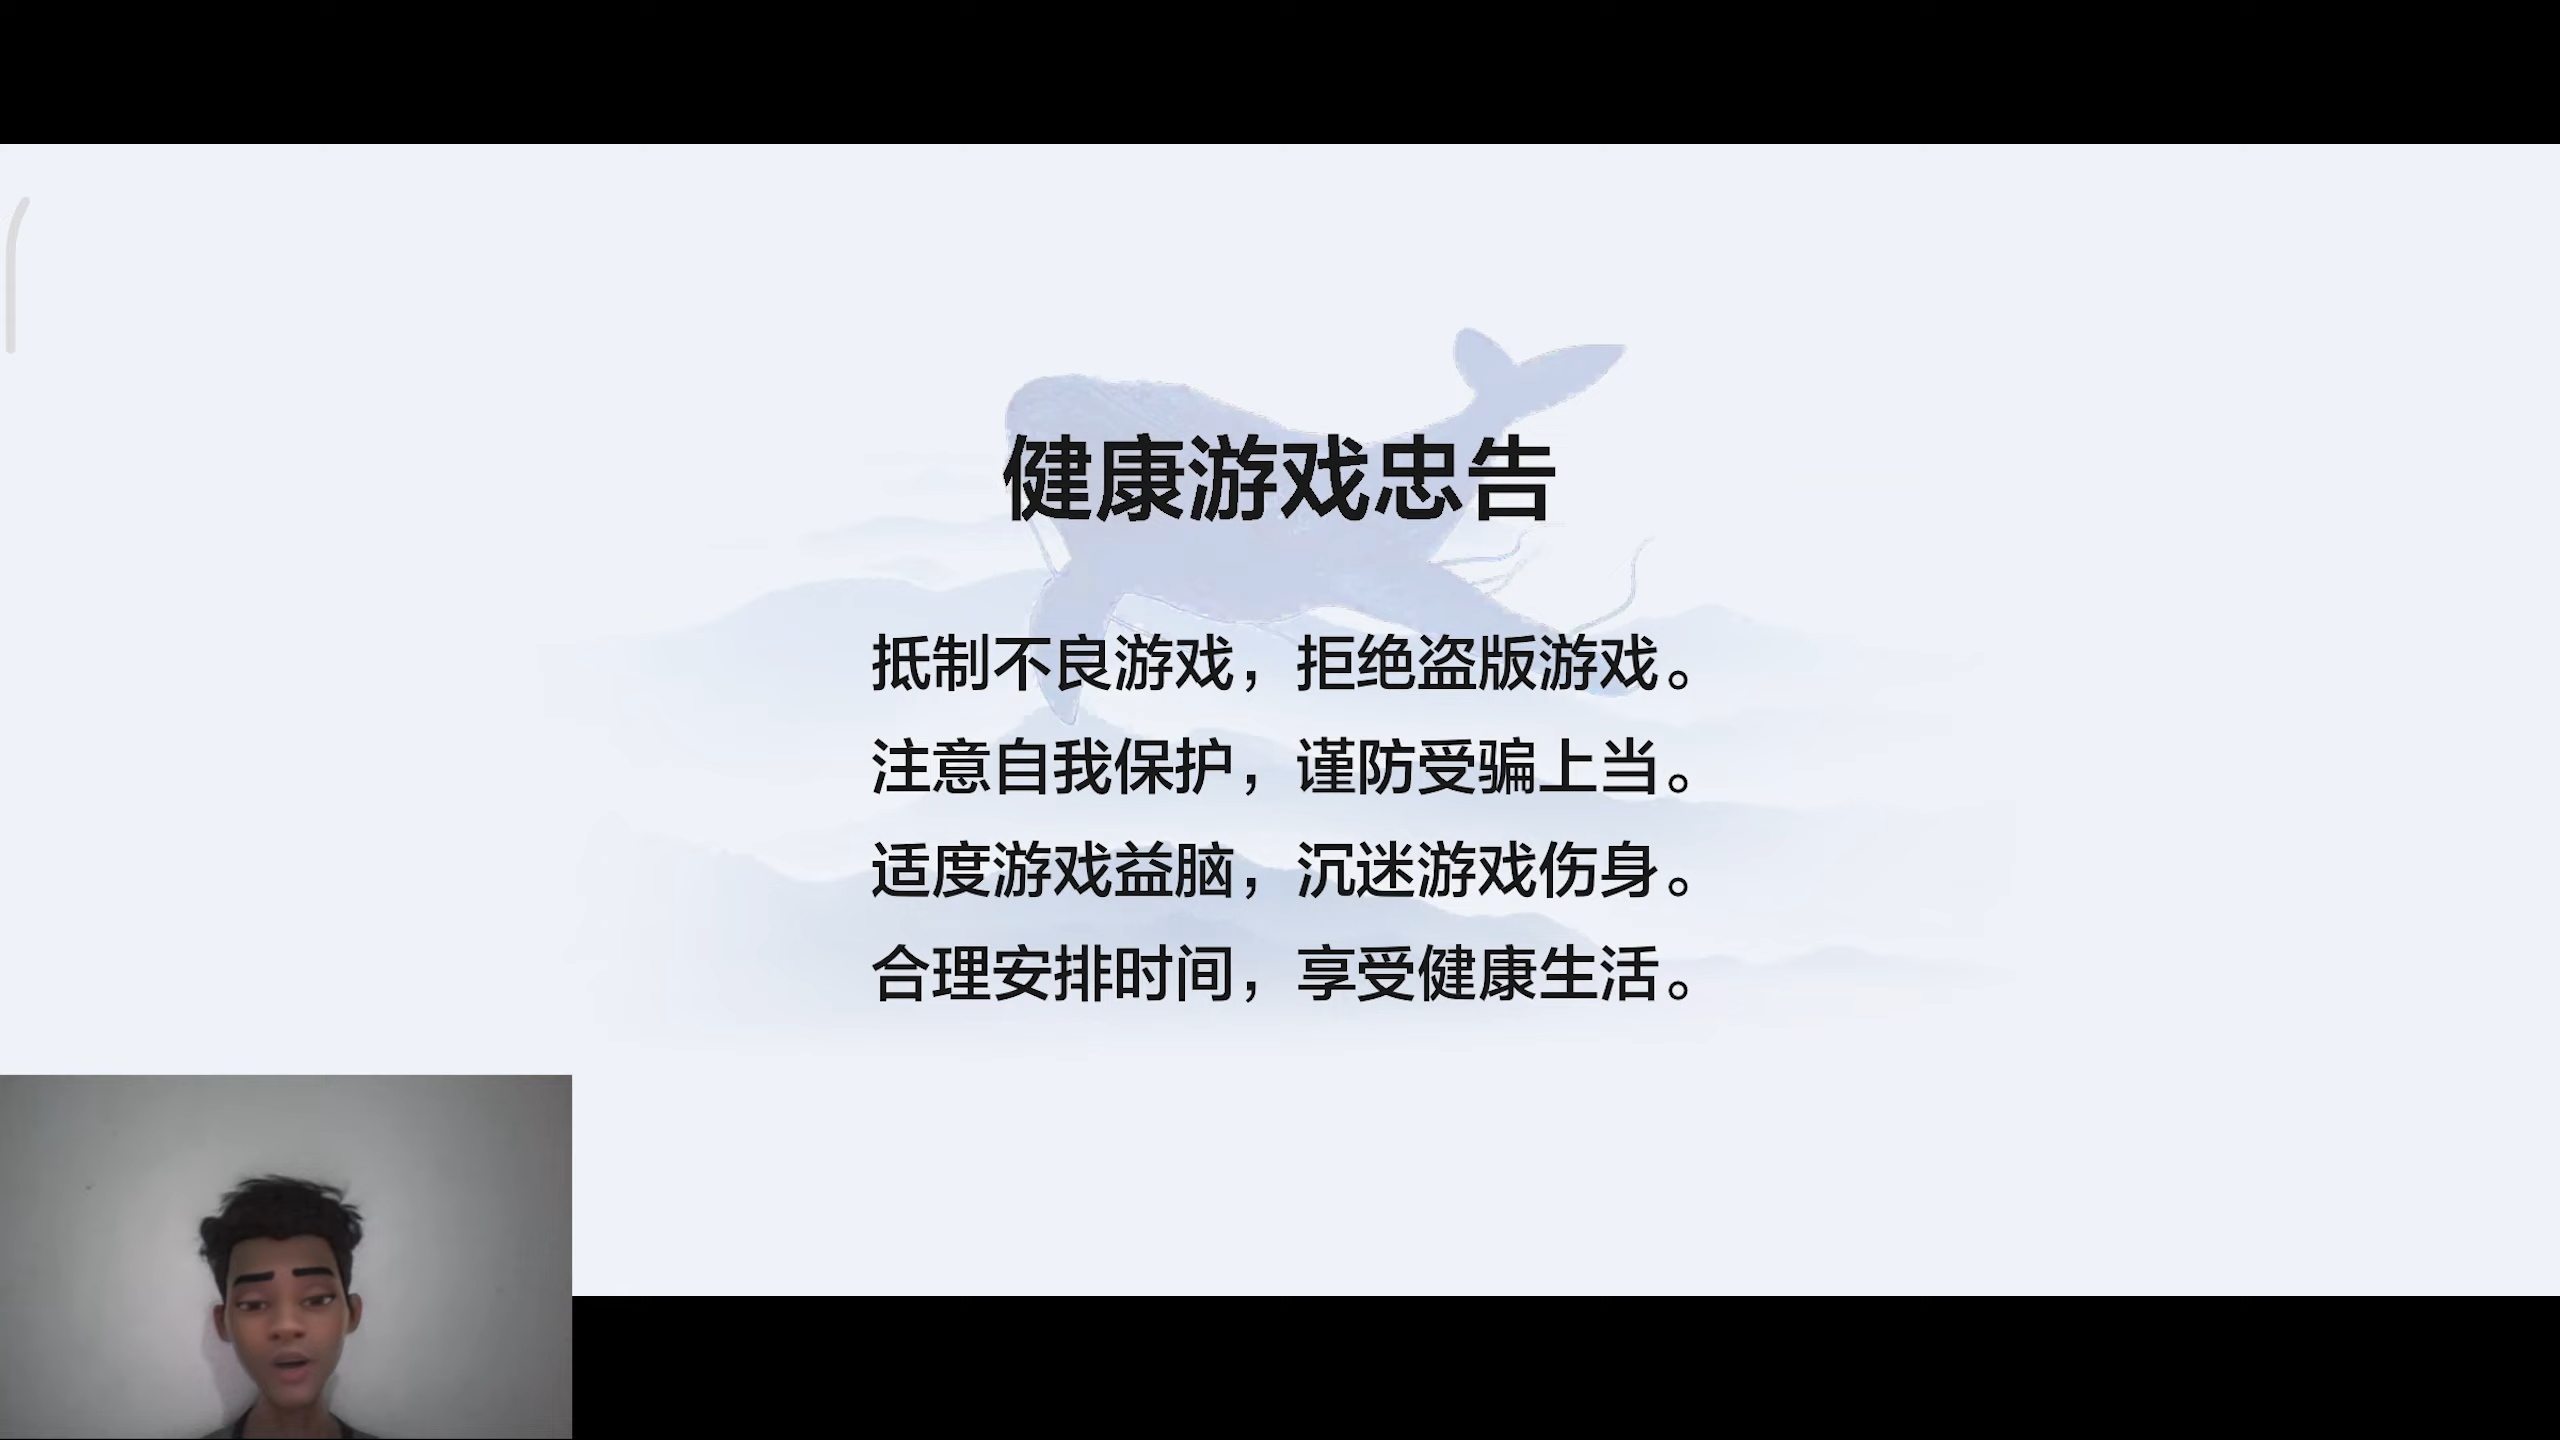 健康游戏忠告
抵制不良游戏，拒绝盗版游戏。
注意自我保护，谨防受骗上当。
适度游戏益脑，沉迷游戏伤身。
合理安排时间，享受健康生活。